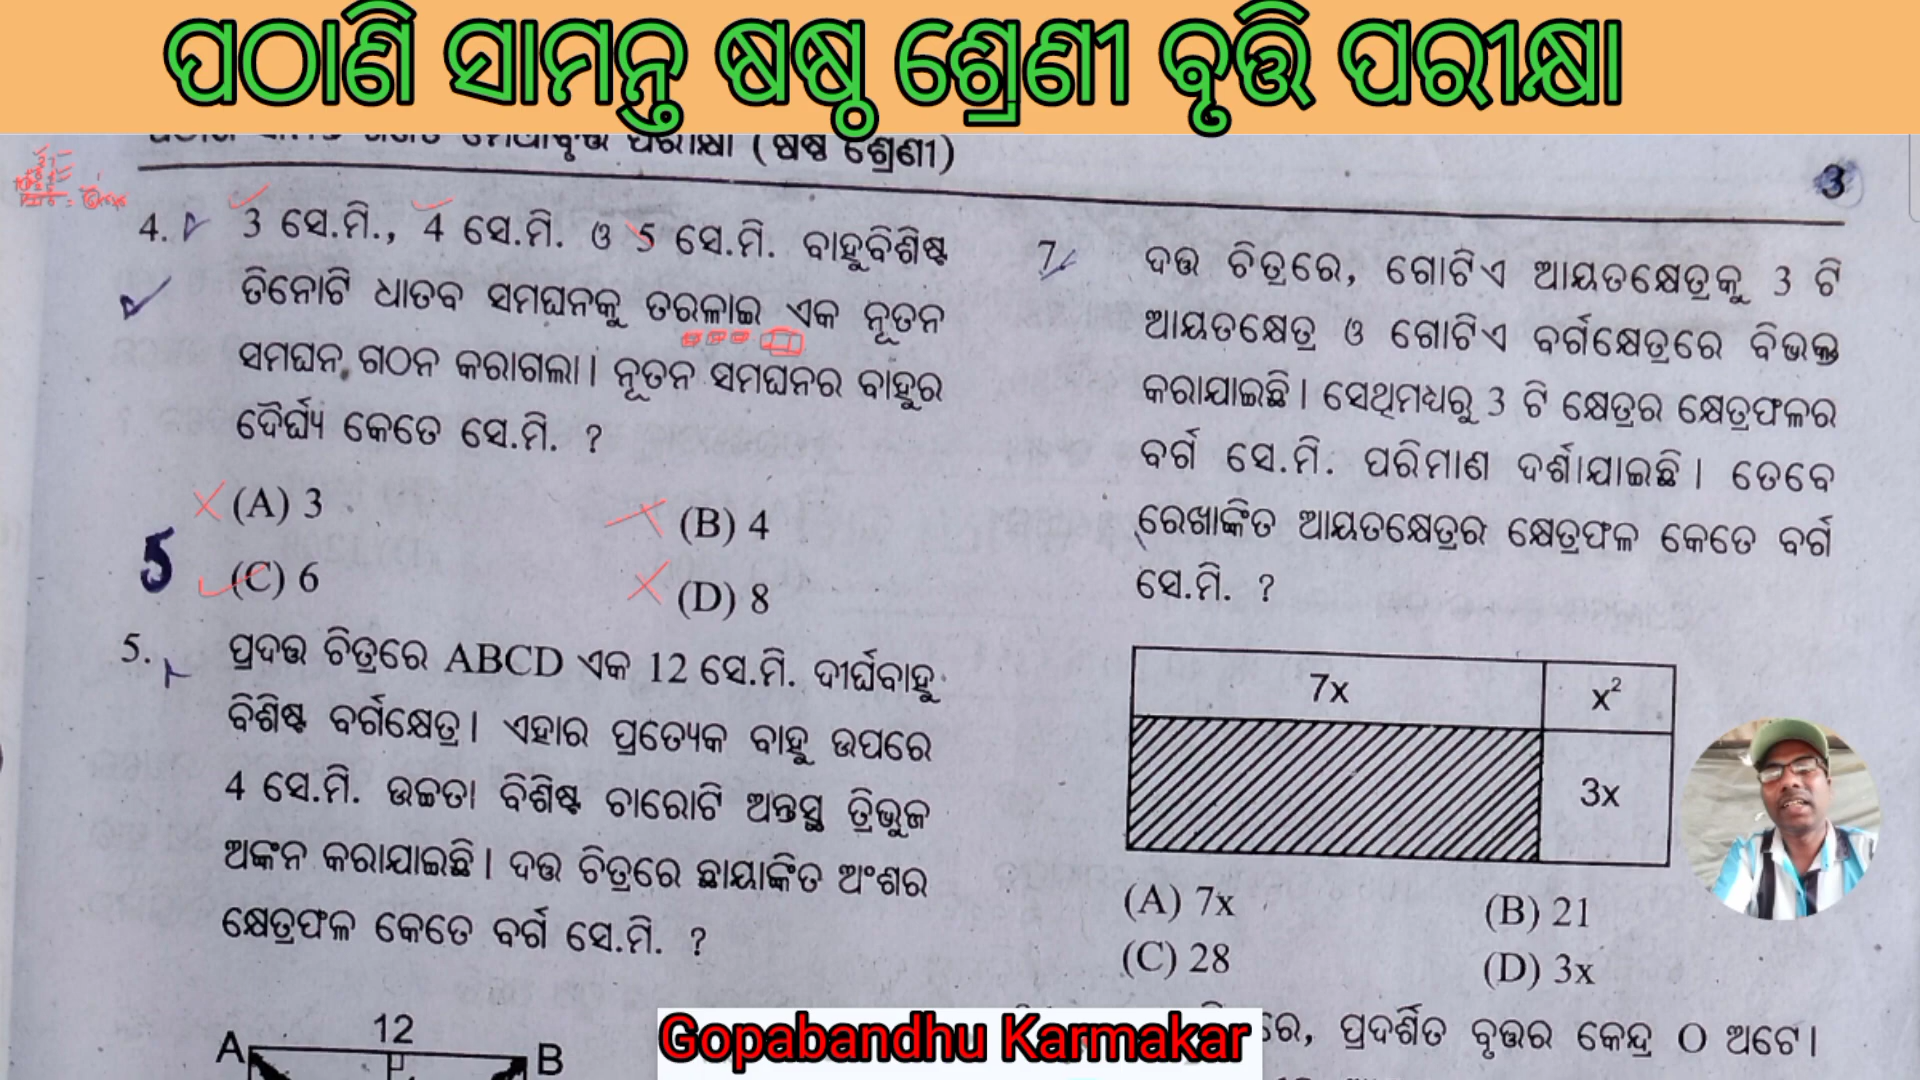 ପଠାଣି ସାମନ୍ତ ଷଷ୍ଠ ଶ୍ରେଣୀ ବୃତ୍ତି ପରୀକ୍ଷା
ପରୀକ୍ଷା (ଷଷ୍ଠ ଶ୍ରେଣୀ)
3
4. 3 ସେ.ମି., 4 ସେ.ମି. ଓ 5 ସେ.ମି. ବାହୁବିଶିଷ୍ଟ
ତିନୋଟି ଧାତବ ସମଘନକୁ ତରଳାଇ ଏକ ନୂତନ
ସମଘନ ଗଠନ କରାଗଲା। ନୂତନ ସମଘନର ବାହୁର
ଦୈର୍ଘ୍ୟ କେତେ ସେ.ମି. ?
(A) 3
(B) 4
5
(C) 6
(D) 8
5. ପ୍ରଦତ୍ତ ଚିତ୍ରରେ ABCD ଏକ 12 ସେ.ମି. ଦୀର୍ଘବାହୁ
ବିଶିଷ୍ଟ ବର୍ଗକ୍ଷେତ୍ର। ଏହାର ପ୍ରତ୍ୟେକ ବାହୁ ଉପରେ
4 ସେ.ମି. ଉଚ୍ଚତା ବିଶିଷ୍ଟ ଚାରୋଟି ଅନ୍ତସ୍ଥ ତ୍ରିଭୁଜ
ଅଙ୍କନ କରାଯାଇଛି। ଦତ୍ତ ଚିତ୍ରରେ ଛାୟାଙ୍କିତ ଅଂଶର
କ୍ଷେତ୍ରଫଳ କେତେ ବର୍ଗ ସେ.ମି. ?
A 12 B
7. ଦତ୍ତ ଚିତ୍ରରେ, ଗୋଟିଏ ଆୟତକ୍ଷେତ୍ରକୁ 3 ଟି
ଆୟତକ୍ଷେତ୍ର ଓ ଗୋଟିଏ ବର୍ଗକ୍ଷେତ୍ରରେ ବିଭକ୍ତ
କରାଯାଇଛି। ସେଥିମଧ୍ୟରୁ 3 ଟି କ୍ଷେତ୍ରର କ୍ଷେତ୍ରଫଳର
ବର୍ଗ ସେ.ମି. ପରିମାଣ ଦର୍ଶାଯାଇଛି। ତେବେ
ରେଖାଙ୍କିତ ଆୟତକ୍ଷେତ୍ରର କ୍ଷେତ୍ରଫଳ କେତେ ବର୍ଗ
ସେ.ମି. ?
7x x²
3x
(A) 7x
(B) 21
(C) 28
(D) 3x
ରେ, ପ୍ରଦର୍ଶିତ ବୃତ୍ତର କେନ୍ଦ୍ର O ଅଟେ।
Gopabandhu Karmakar